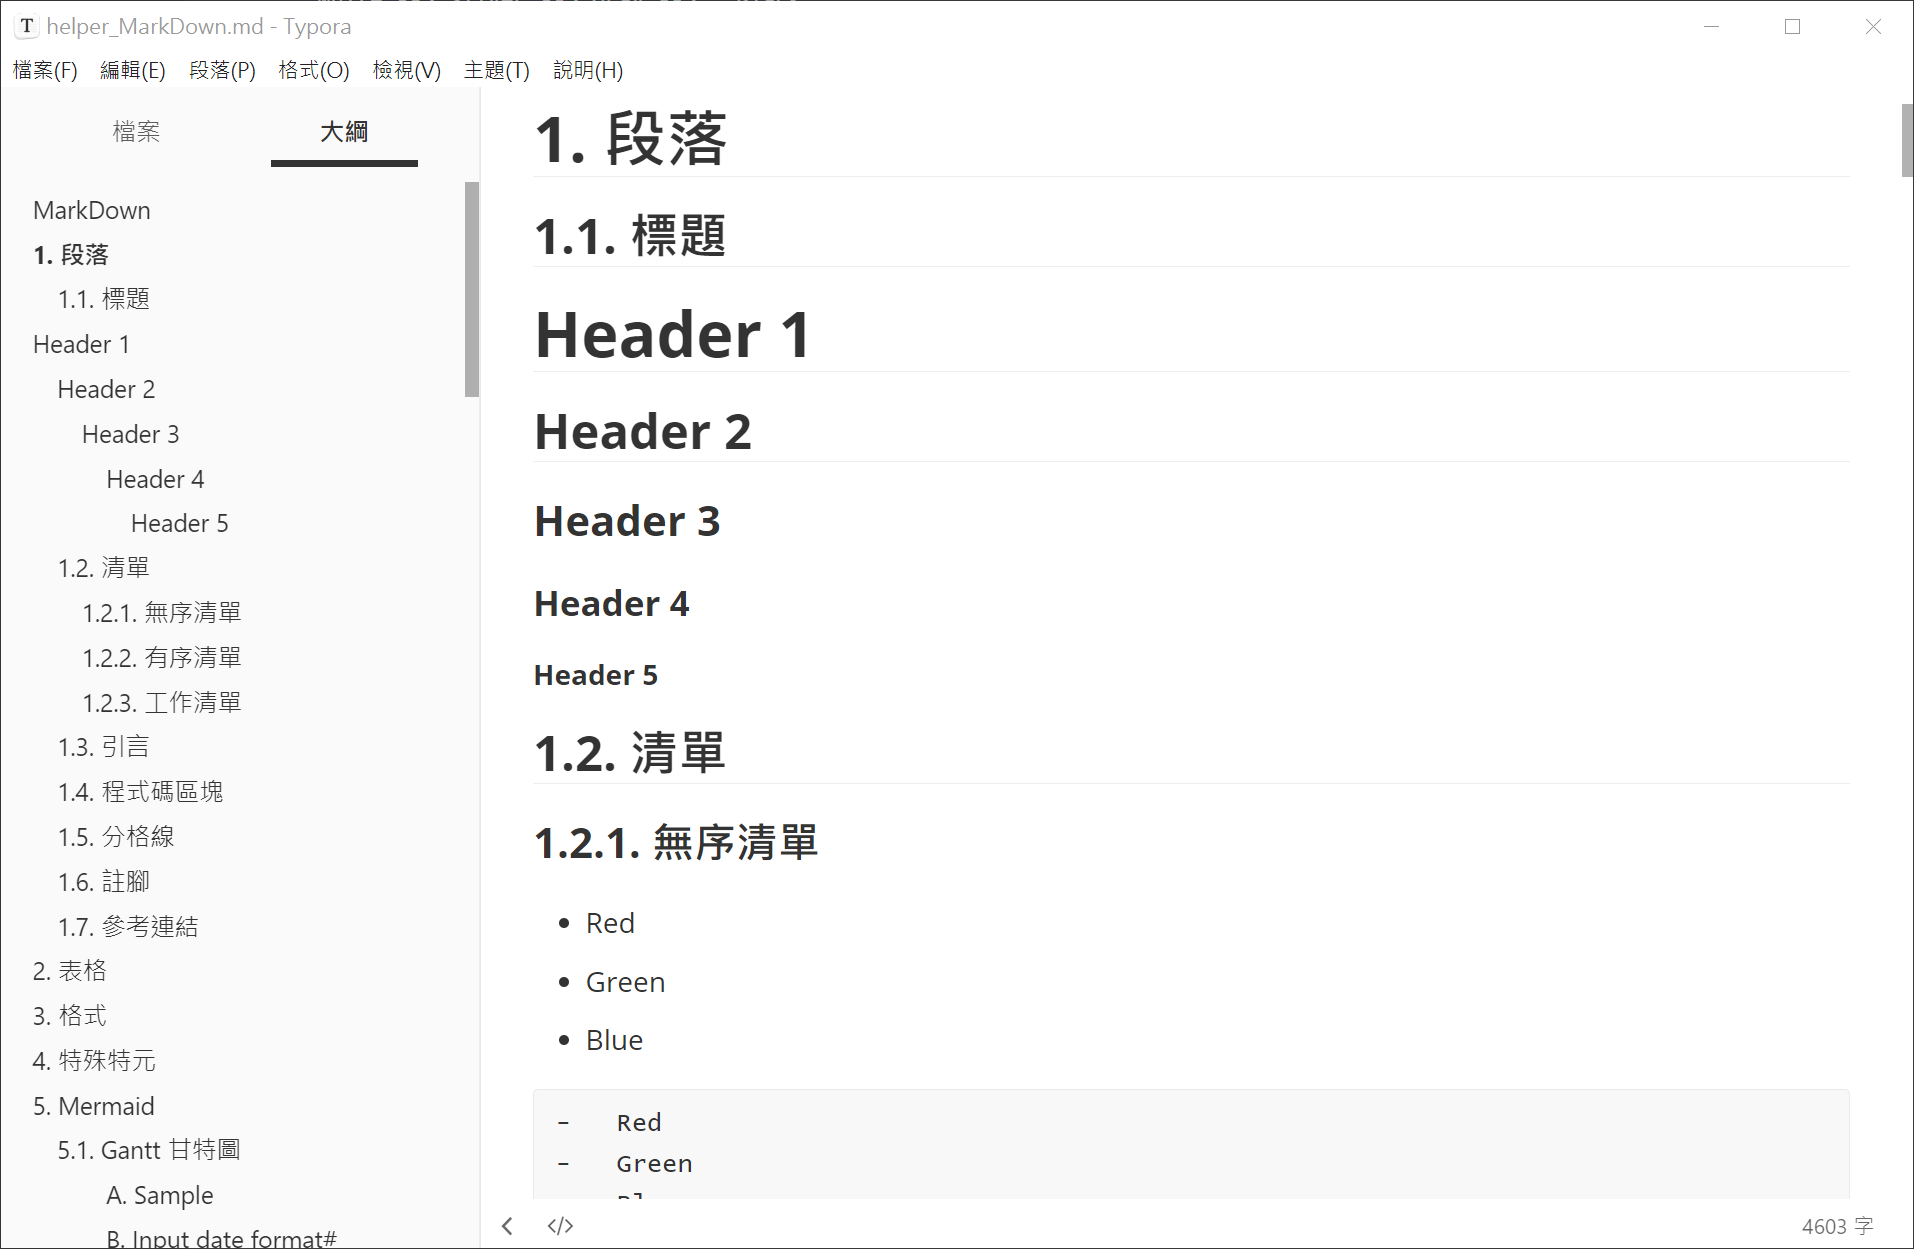 T helper_MarkDown.md - Typora
檔案(F) 編輯(E) 段落(P) 格式(O) 檢視(V) 主題(T) 說明(H)
檔案 大綱
MarkDown
1. 段落
1.1. 標題
Header 1
Header 2
Header 3
Header 4
Header 5
1.2. 清單
1.2.1. 無序清單
1.2.2. 有序清單
1.2.3. 工作清單
1.3. 引言
1.4. 程式碼區塊
1.5. 分格線
1.6. 註腳
1.7. 參考連結
2. 表格
3. 格式
4. 特殊特元
5. Mermaid
5.1. Gantt 甘特圖
A. Sample
B. Input date format#
1. 段落
1.1. 標題
Header 1
Header 2
Header 3
Header 4
Header 5
1.2. 清單
1.2.1. 無序清單
• Red
• Green
• Blue
- Red
- Green
4603 字